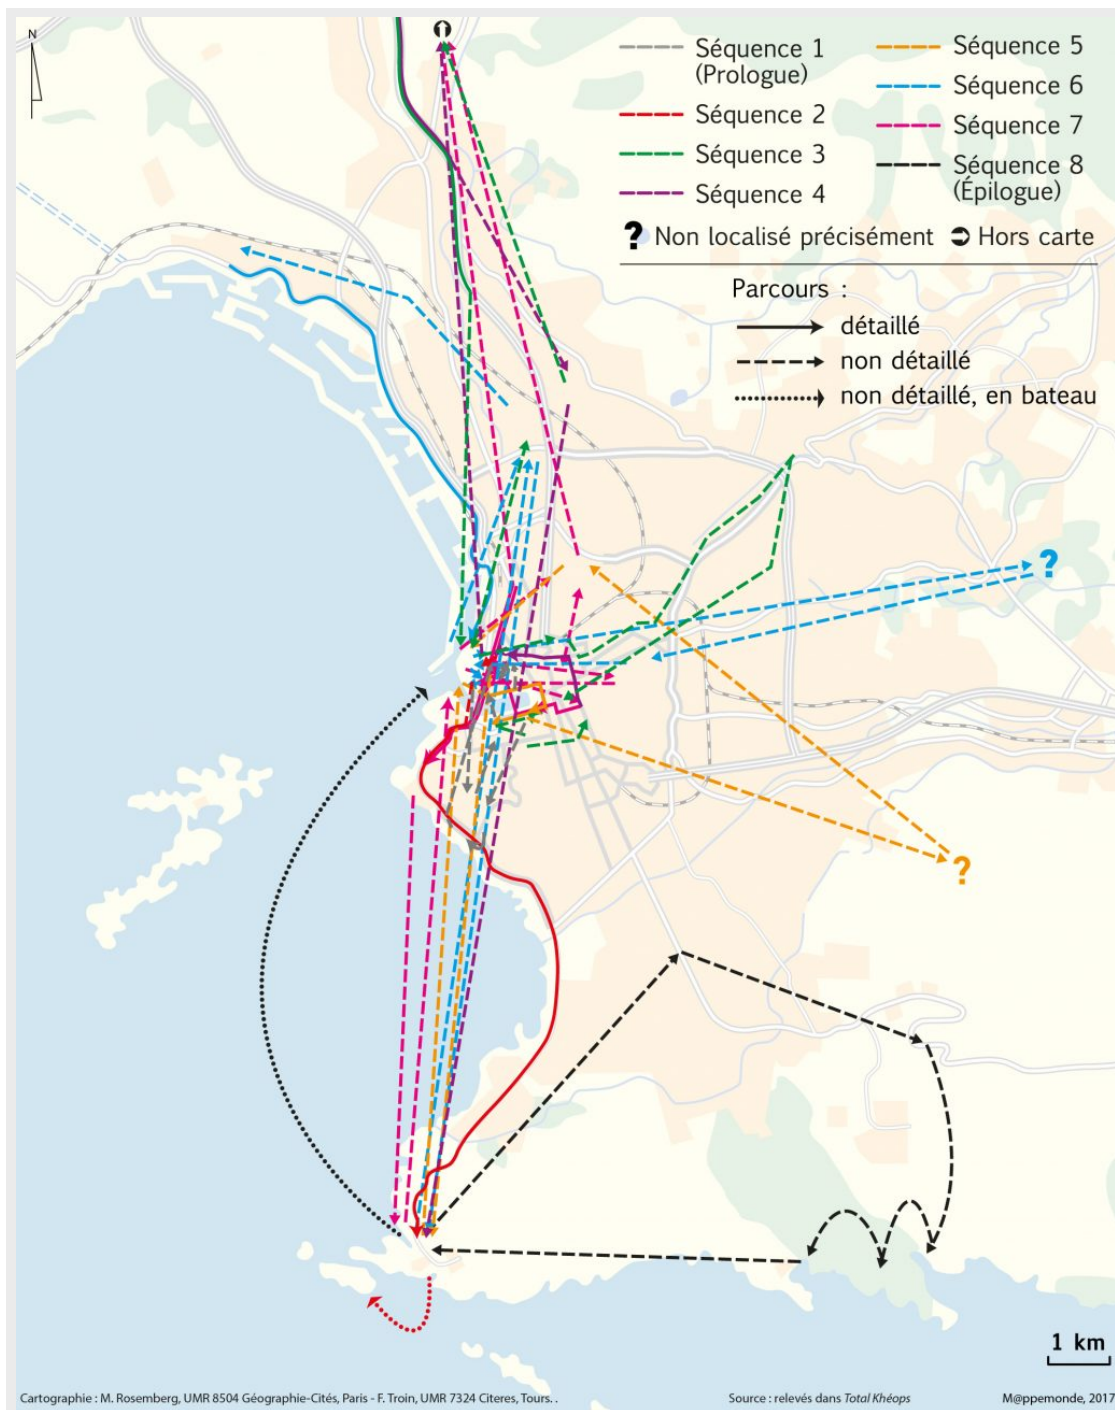 N
Séquence 1
(Prologue)
Séquence 2
Séquence 3
Séquence 4
Séquence 5
Séquence 6
Séquence 7
Séquence 8
(Épilogue)
? Non localisé précisément
Hors carte
Parcours :
détaillé
non détaillé
non détaillé, en bateau
?
?
1 km
Cartographie : M. Rosemberg, UMR 8504 Géographie-Cités, Paris - F. Troin, UMR 7324 Citeres, Tours. .
Source : relevés dans Total Khéops
M@ppemonde, 2017